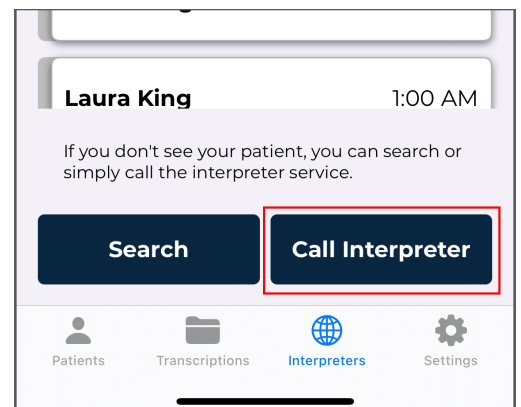 Laura King 1:00 AM
If you don't see your patient, you can search or
simply call the interpreter service.
Search Call Interpreter
Patients Transcriptions Interpreters Settings